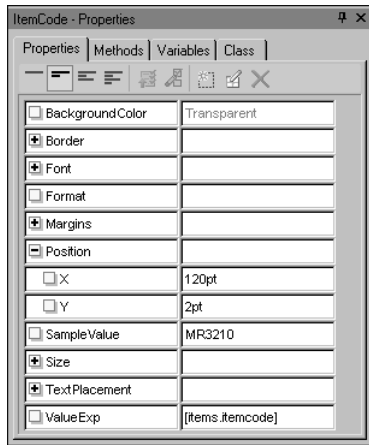 ItemCode - Properties
Properties Methods Variables Class
BackgroundColor Transparent
Border
Font
Format
Margins
Position
X 120pt
Y 2pt
SampleValue MR3210
Size
TextPlacement
ValueExp [items.itemcode]